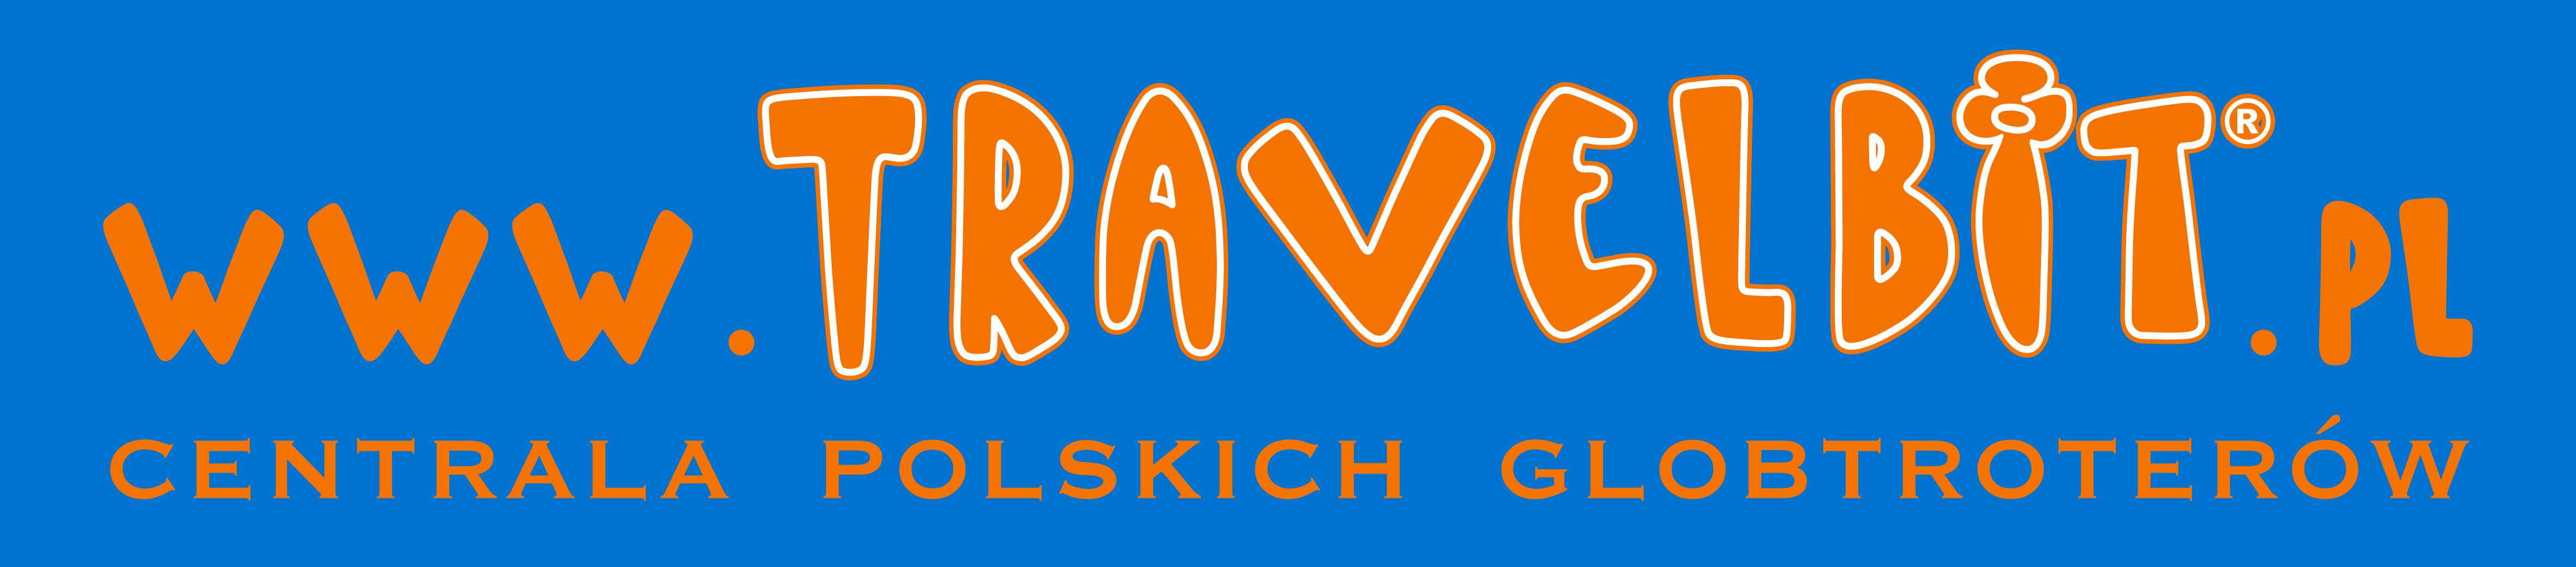 www.TRAVELBiT®.PL
CENTRALA POLSKICH GLOBTROTERÓW